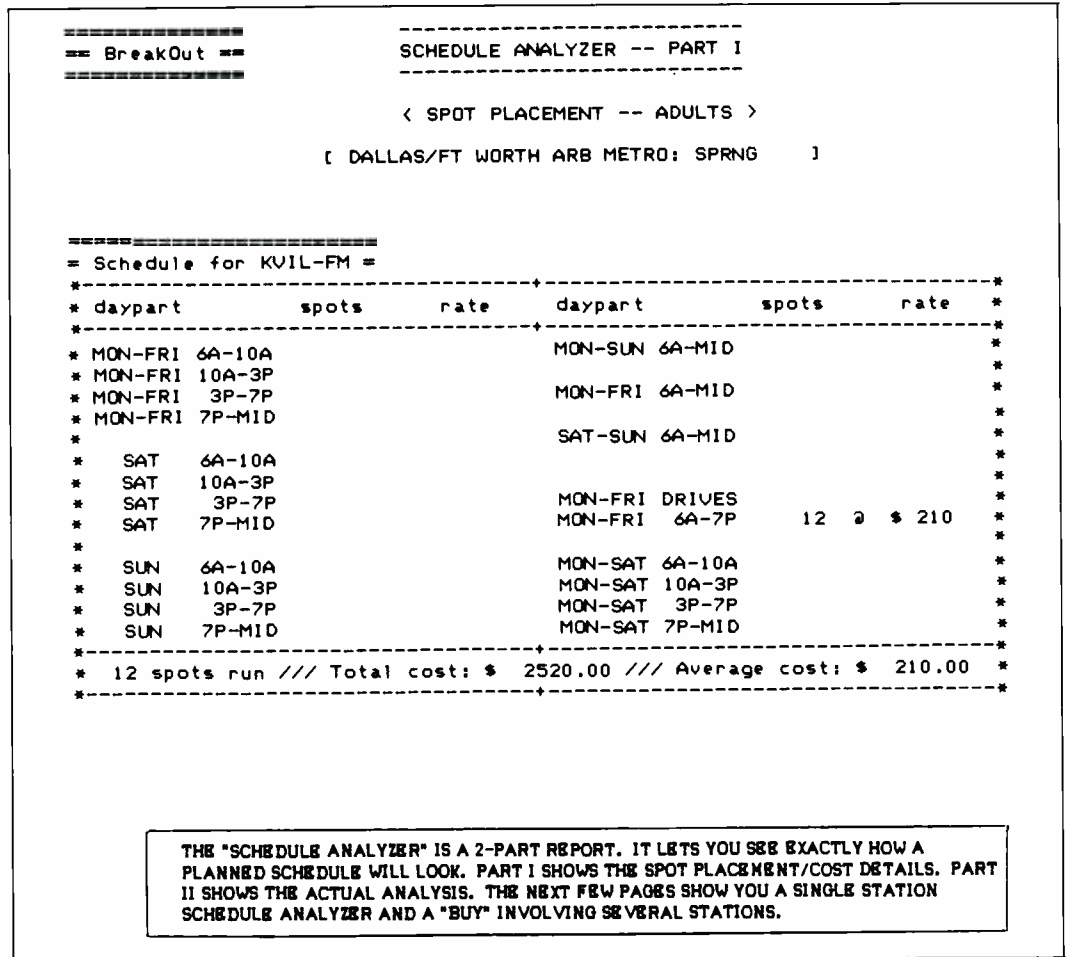 ===============
== BreakOut ==
===============
---------------------------
SCHEDULE ANALYZER -- PART I
---------------------------
< SPOT PLACEMENT -- ADULTS >
[ DALLAS/FT WORTH ARB METRO: SPRNG     ]
=========================
= Schedule for KVIL-FM =
*------------------------------------+------------------------------------*
* daypart          spots      rate     daypart          spots      rate   *
*------------------------------------+------------------------------------*
* MON-FRI 6A-10A                       MON-SUN 6A-MID                     *
* MON-FRI 10A-3P                                                          *
* MON-FRI  3P-7P                       MON-FRI 6A-MID                     *
* MON-FRI 7P-MID                                                          *
*                                      SAT-SUN 6A-MID                     *
*   SAT   6A-10A                                                          *
*   SAT   10A-3P                                                          *
*   SAT    3P-7P                       MON-FRI DRIVES                     *
*   SAT   7P-MID                       MON-FRI  6A-7P     12  @  $ 210    *
*                                                                         *
*   SUN   6A-10A                       MON-SAT 6A-10A                     *
*   SUN   10A-3P                       MON-SAT 10A-3P                     *
*   SUN    3P-7P                       MON-SAT  3P-7P                     *
*   SUN   7P-MID                       MON-SAT 7P-MID                     *
*------------------------------------+------------------------------------*
*  12 spots run /// Total cost: $  2520.00 /// Average cost: $  210.00  *
*------------------------------------+------------------------------------*
THE "SCHEDULE ANALYZER" IS A 2-PART REPORT. IT LETS YOU SEE EXACTLY HOW A
PLANNED SCHEDULE WILL LOOK. PART I SHOWS THE SPOT PLACEMENT/COST DETAILS. PART
II SHOWS THE ACTUAL ANALYSIS. THE NEXT FEW PAGES SHOW YOU A SINGLE STATION
SCHEDULE ANALYZER AND A "BUY" INVOLVING SEVERAL STATIONS.